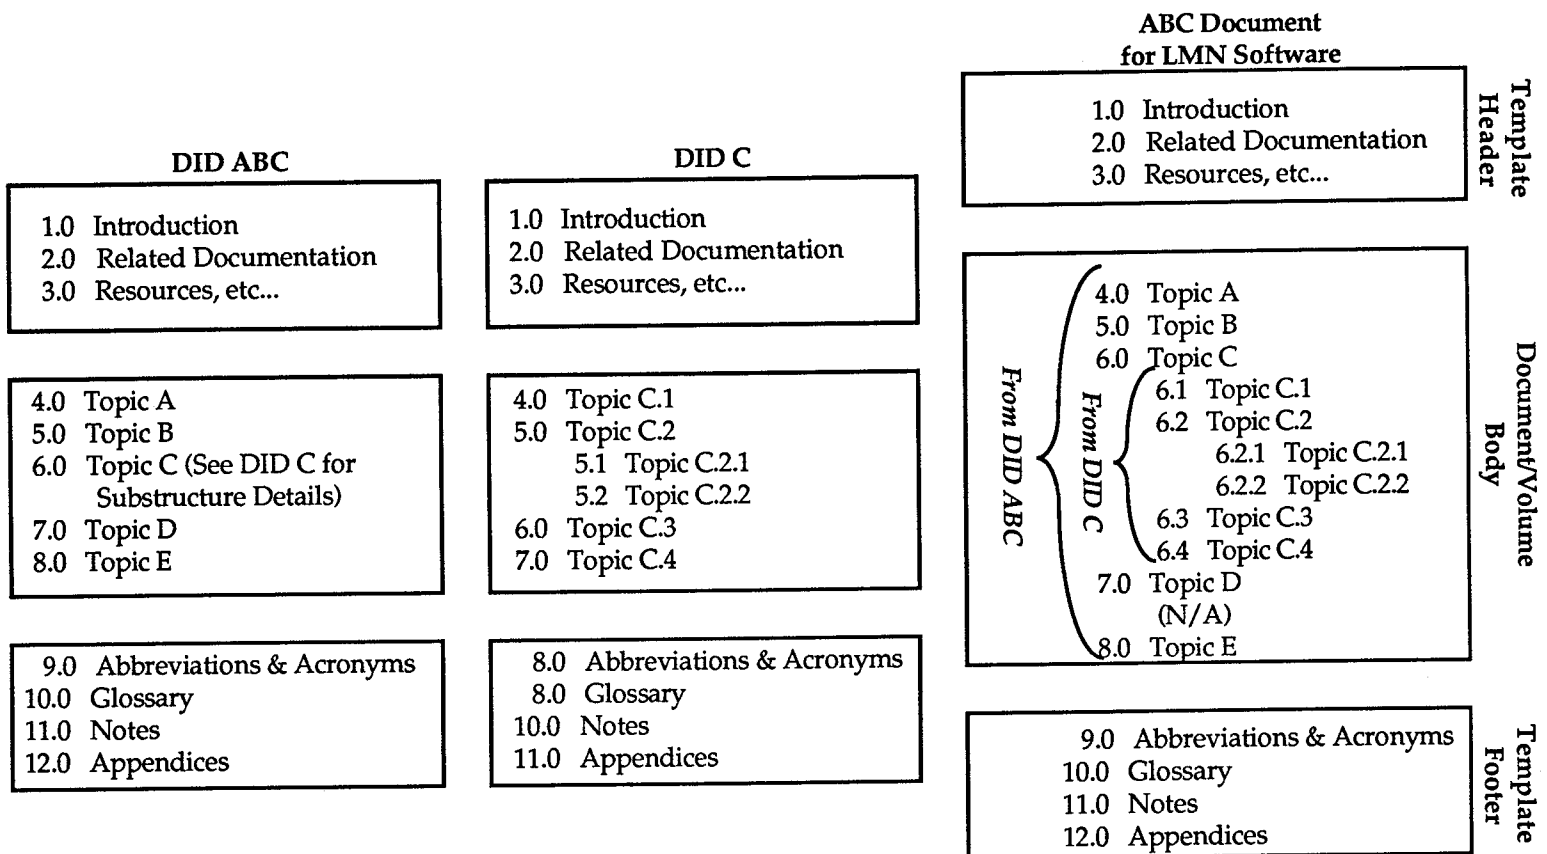 DID ABC
1.0 Introduction
2.0 Related Documentation
3.0 Resources, etc...
4.0 Topic A
5.0 Topic B
6.0 Topic C (See DID C for
Substructure Details)
7.0 Topic D
8.0 Topic E
9.0 Abbreviations & Acronyms
10.0 Glossary
11.0 Notes
12.0 Appendices
DID C
1.0 Introduction
2.0 Related Documentation
3.0 Resources, etc...
4.0 Topic C.1
5.0 Topic C.2
5.1 Topic C.2.1
5.2 Topic C.2.2
6.0 Topic C.3
7.0 Topic C.4
8.0 Abbreviations & Acronyms
8.0 Glossary
10.0 Notes
11.0 Appendices
ABC Document
for LMN Software
1.0 Introduction
2.0 Related Documentation
3.0 Resources, etc...
Template
Header
From DID ABC
From DID C
4.0 Topic A
5.0 Topic B
6.0 Topic C
6.1 Topic C.1
6.2 Topic C.2
6.2.1 Topic C.2.1
6.2.2 Topic C.2.2
6.3 Topic C.3
6.4 Topic C.4
7.0 Topic D
(N/A)
8.0 Topic E
Document/Volume
Body
9.0 Abbreviations & Acronyms
10.0 Glossary
11.0 Notes
12.0 Appendices
Template
Footer